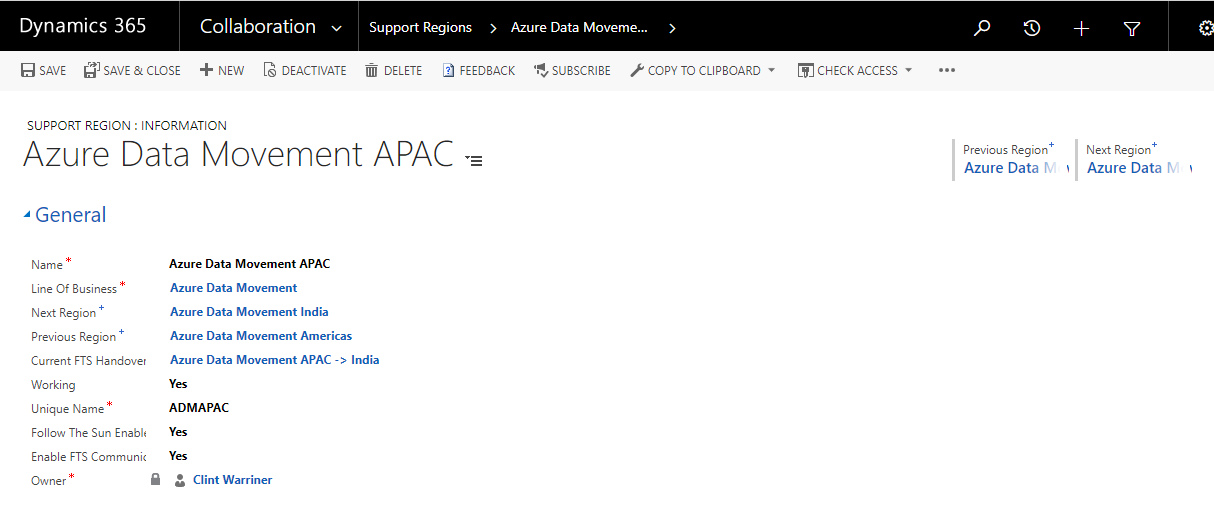 Dynamics 365 Collaboration Support Regions Azure Data Moveme...
SAVE SAVE & CLOSE NEW DEACTIVATE DELETE FEEDBACK SUBSCRIBE COPY TO CLIPBOARD CHECK ACCESS ...
SUPPORT REGION : INFORMATION
Azure Data Movement APAC
Previous Region+ Next Region+
Azure Data M Azure Data M
General
Name* Azure Data Movement APAC
Line Of Business* Azure Data Movement
Next Region+ Azure Data Movement India
Previous Region+ Azure Data Movement Americas
Current FTS Handover Azure Data Movement APAC -> India
Working Yes
Unique Name* ADMAPAC
Follow The Sun Enable Yes
Enable FTS Communic Yes
Owner* Clint Warriner